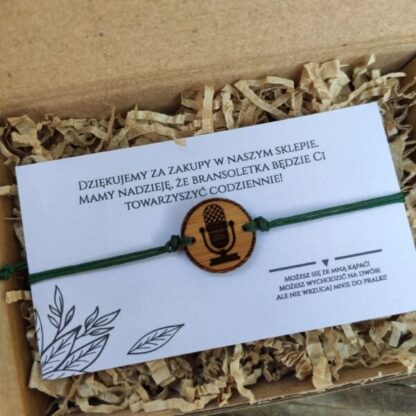 Dziękujemy za zakupy w naszym sklepie.
Mamy nadzieję, że bransoletka będzie Ci
towarzyszyć codziennie!
Możesz się ze mną kąpać!
Możesz wychodzić na dwór!
Ale nie wrzucaj mnie do pralki!